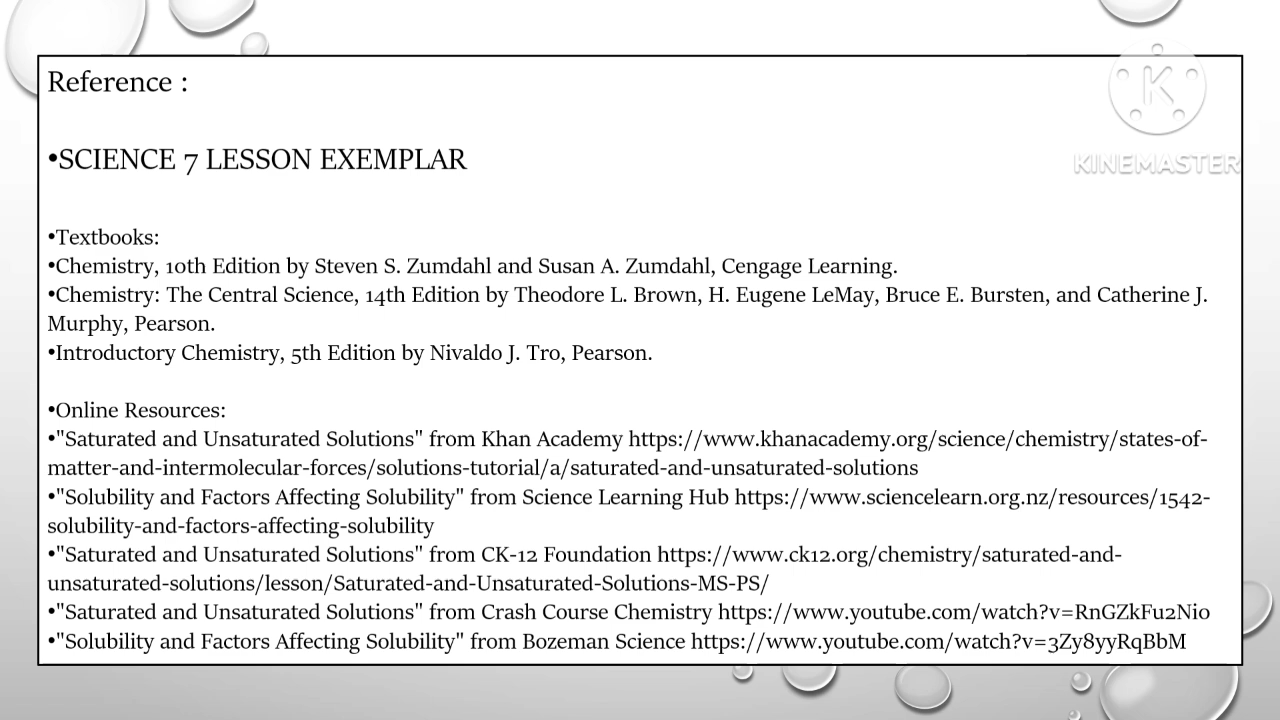 Reference :
•SCIENCE 7 LESSON EXEMPLAR
KINEMASTER
•Textbooks:
•Chemistry, 10th Edition by Steven S. Zumdahl and Susan A. Zumdahl, Cengage Learning.
•Chemistry: The Central Science, 14th Edition by Theodore L. Brown, H. Eugene LeMay, Bruce E. Bursten, and Catherine J.
Murphy, Pearson.
•Introductory Chemistry, 5th Edition by Nivaldo J. Tro, Pearson.
•Online Resources:
•"Saturated and Unsaturated Solutions" from Khan Academy https://www.khanacademy.org/science/chemistry/states-of-
matter-and-intermolecular-forces/solutions-tutorial/a/saturated-and-unsaturated-solutions
•"Solubility and Factors Affecting Solubility" from Science Learning Hub https://www.sciencelearn.org.nz/resources/1542-
solubility-and-factors-affecting-solubility
•"Saturated and Unsaturated Solutions" from CK-12 Foundation https://www.ck12.org/chemistry/saturated-and-
unsaturated-solutions/lesson/Saturated-and-Unsaturated-Solutions-MS-PS/
•"Saturated and Unsaturated Solutions" from Crash Course Chemistry https://www.youtube.com/watch?v=RnGZkFu2Nio
•"Solubility and Factors Affecting Solubility" from Bozeman Science https://www.youtube.com/watch?v=3Zy8yyRqBbM